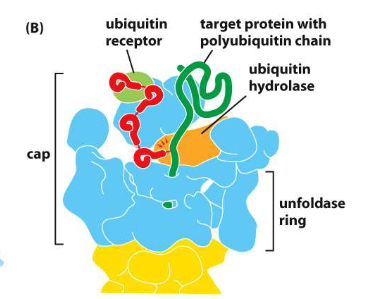 (B)
ubiquitin
receptor
target protein with
polyubiquitin chain
ubiquitin
hydrolase
cap
unfoldase
ring